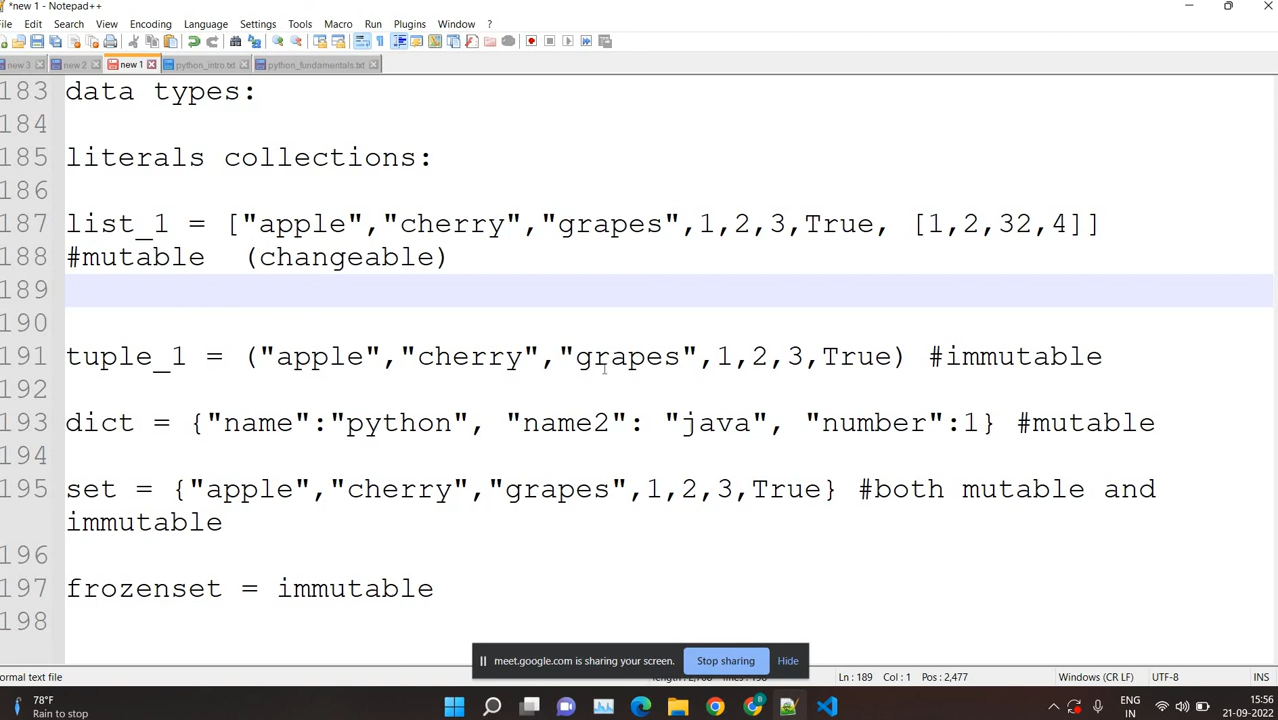 *new 1 - Notepad++
File Edit Search View Encoding Language Settings Tools Macro Run Plugins Window ?
new 3 new 2 new 1 python_intro.txt python_fundamentals.txt
183 data types:
184
185 literals collections:
186
187 list_1 = ["apple","cherry","grapes",1,2,3,True, [1,2,32,4]]
188 #mutable (changeable)
189
190
191 tuple_1 = ("apple","cherry","grapes",1,2,3,True) #immutable
192
193 dict = {"name":"python", "name2": "java", "number":1} #mutable
194
195 set = {"apple","cherry","grapes",1,2,3,True} #both mutable and
immutable
196
197 frozenset = immutable
198
meet.google.com is sharing your screen. Stop sharing Hide
ormal text file Ln : 189 Col : 1 Pos : 2,477 Windows (CR LF) UTF-8 INS
78°F
Rain to stop
ENG
IN
15:56
21-09-2022